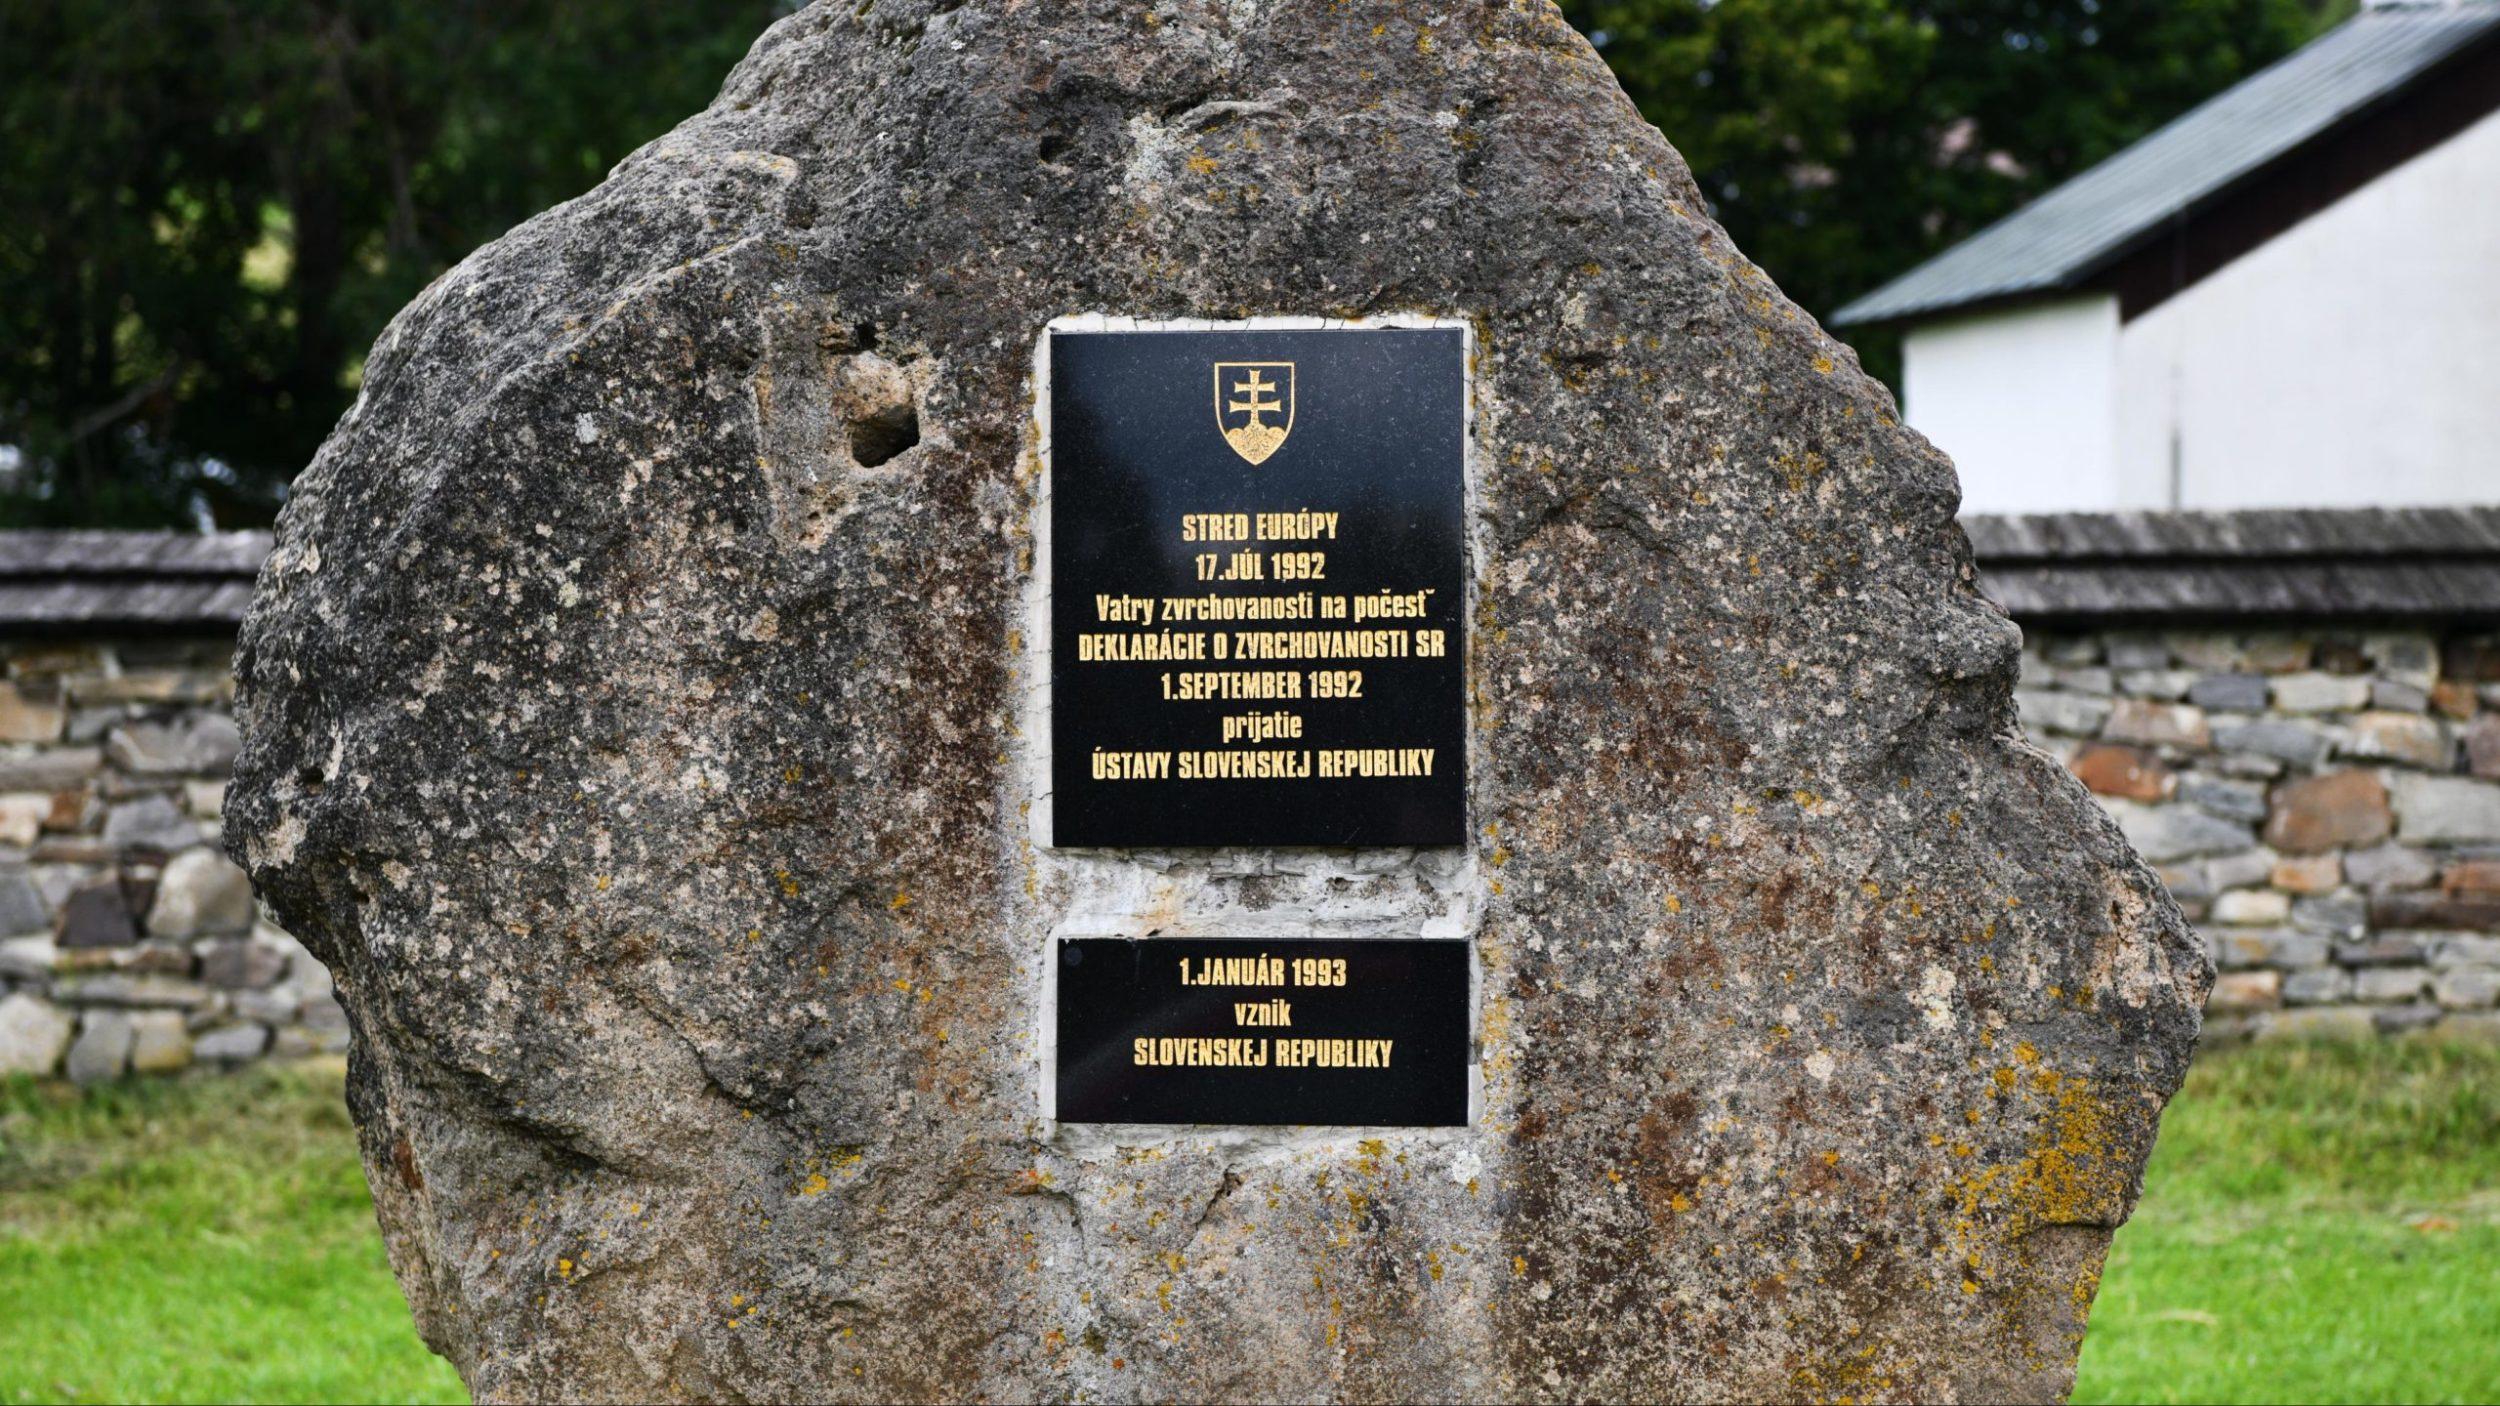 STRED EURÓPY
17.JÚL 1992
Vatry zvrchovanosti na počesť
DEKLARÁCIE O ZVRCHOVANOSTI SR
1.SEPTEMBER 1992
prijatie
ÚSTAVY SLOVENSKEJ REPUBLIKY
1.JANUÁR 1993
vznik
SLOVENSKEJ REPUBLIKY